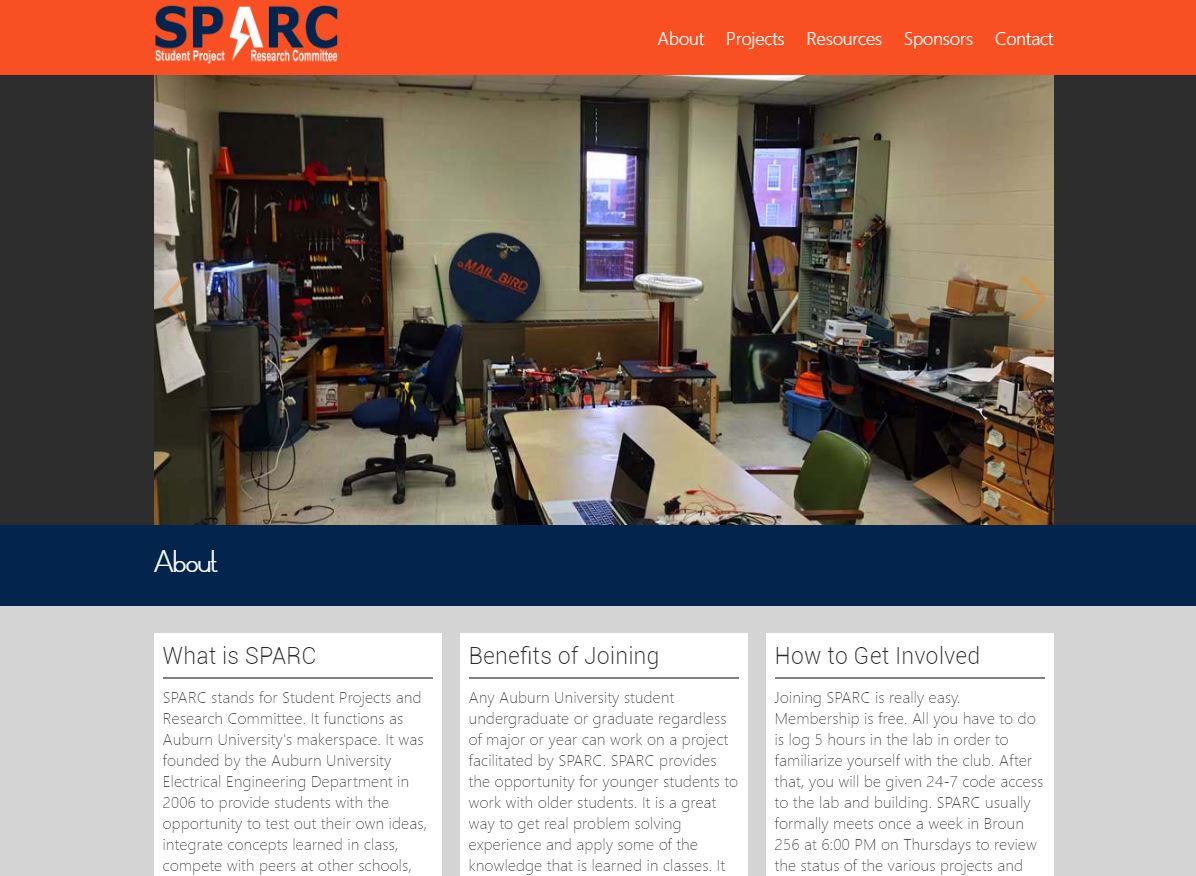 SPARC
Student Project Research Committee
About Projects Resources Sponsors Contact
MAIL BIRD
About
What is SPARC
SPARC stands for Student Projects and
Research Committee. It functions as
Auburn University's makerspace. It was
founded by the Auburn University
Electrical Engineering Department in
2006 to provide students with the
opportunity to test out their own ideas,
integrate concepts learned in class,
compete with peers at other schools,
Benefits of Joining
Any Auburn University student
undergraduate or graduate regardless
of major or year can work on a project
facilitated by SPARC. SPARC provides
the opportunity for younger students to
work with older students. It is a great
way to get real problem solving
experience and apply some of the
knowledge that is learned in classes. It
How to Get Involved
Joining SPARC is really easy.
Membership is free. All you have to do
is log 5 hours in the lab in order to
familiarize yourself with the club. After
that, you will be given 24-7 code access
to the lab and building. SPARC usually
formally meets once a week in Broun
256 at 6:00 PM on Thursdays to review
the status of the various projects and